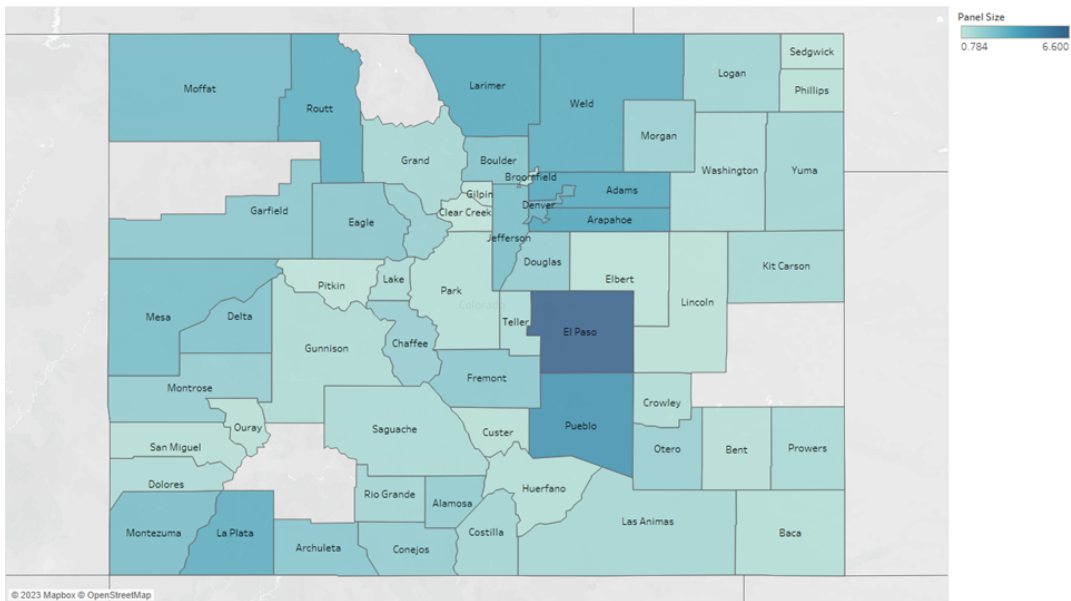 Panel Size
0.784 6.600
Sedgwick
Logan
Phillips
Moffat
Larimer
Weld
Routt
Morgan
Grand
Boulder
Washington
Yuma
Broomfield
Gilpin
Adams
Denver
Garfield
Clear Creek
Eagle
Arapahoe
Jefferson
Douglas
Kit Carson
Elbert
Lake
Pitkin
Park
Lincoln
Colorado
Mesa
Delta
Teller
El Paso
Chaffee
Gunnison
Fremont
Montrose
Crowley
Ouray
Saguache
Custer
Pueblo
San Miguel
Otero
Bent
Prowers
Dolores
Huerfano
Rio Grande
Alamosa
Las Animas
Montezuma
La Plata
Costilla
Baca
Archuleta
Conejos
© 2023 Mapbox © OpenStreetMap